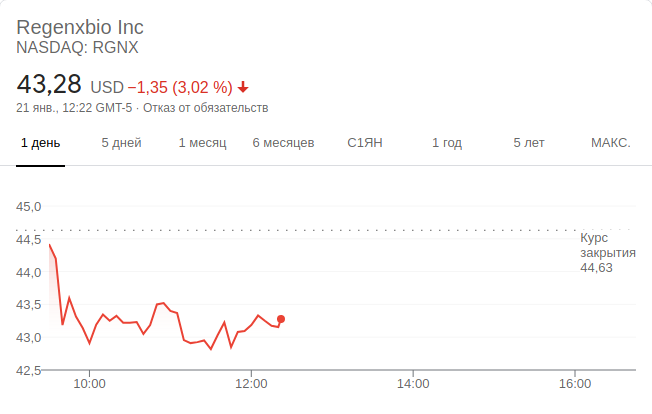 Regenxbio Inc
NASDAQ: RGNX
43,28 USD −1,35 (3,02 %)
21 янв., 12:22 GMT-5 · Отказ от обязательств
1 день 5 дней 1 месяц 6 месяцев С1ЯН 1 год 5 лет МАКС.
45,0
44,5
Курс
закрытия
44,0
44,63
43,5
43,0
42,5
10:00 12:00 14:00 16:00